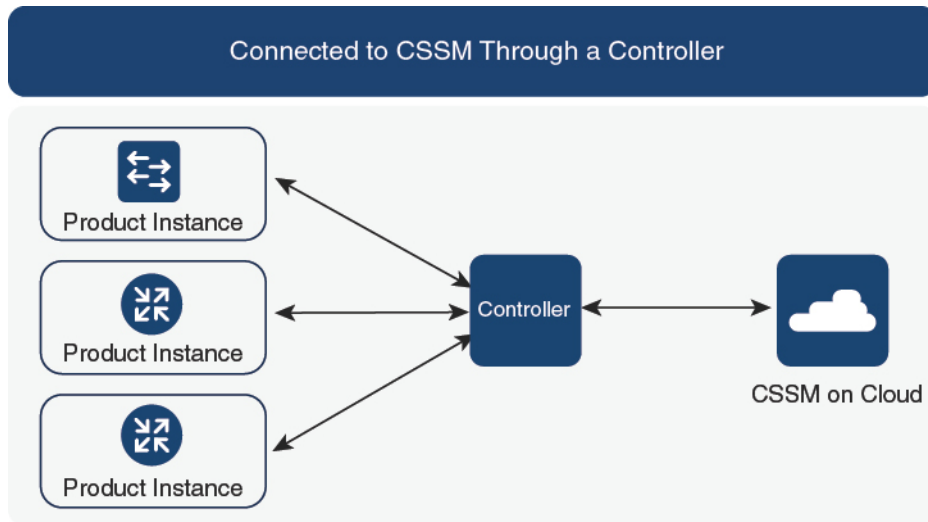 Connected to CSSM Through a Controller
Product Instance
Product Instance
Product Instance
Controller
CSSM on Cloud